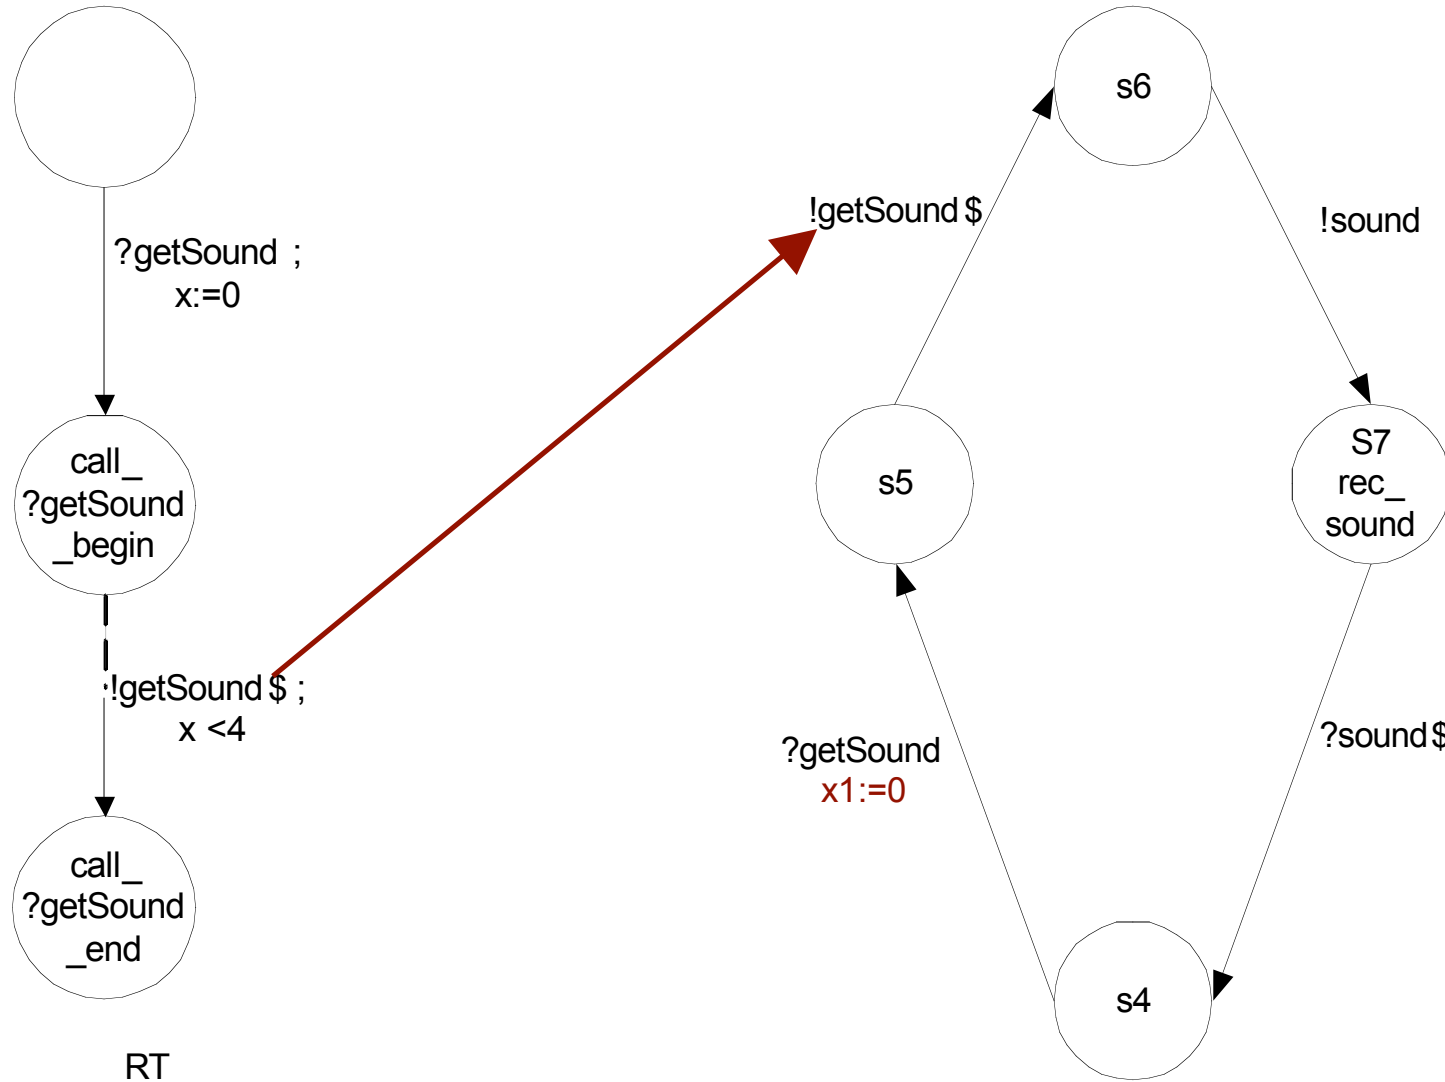 s6
!getSound $
!sound
?getSound ;
x:=0
call_
?getSound
_begin
s5
S7
rec_
sound
!getSound $ ;
x <4
?getSound
x1:=0
?sound $
call_
?getSound
_end
s4
RT